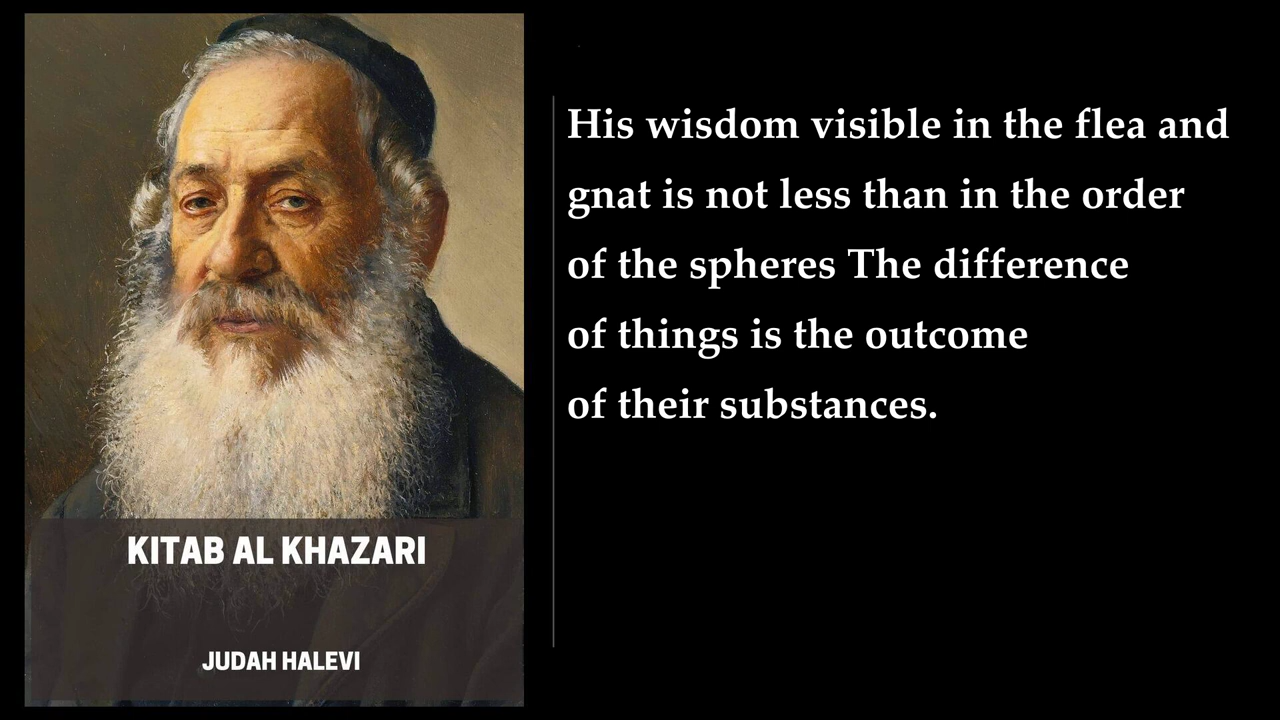 KITAB AL KHAZARI
JUDAH HALEVI
His wisdom visible in the flea and
gnat is not less than in the order
of the spheres The difference
of things is the outcome
of their substances.